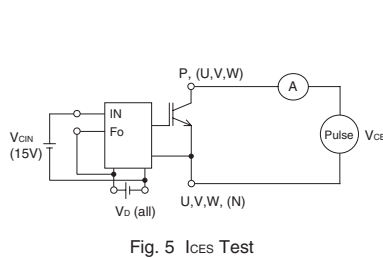 P, (U,V,W)
A
IN
Fo
VCIN
(15V)
Pulse
VCE
VD (all)
U,V,W, (N)
Fig. 5 ICES Test